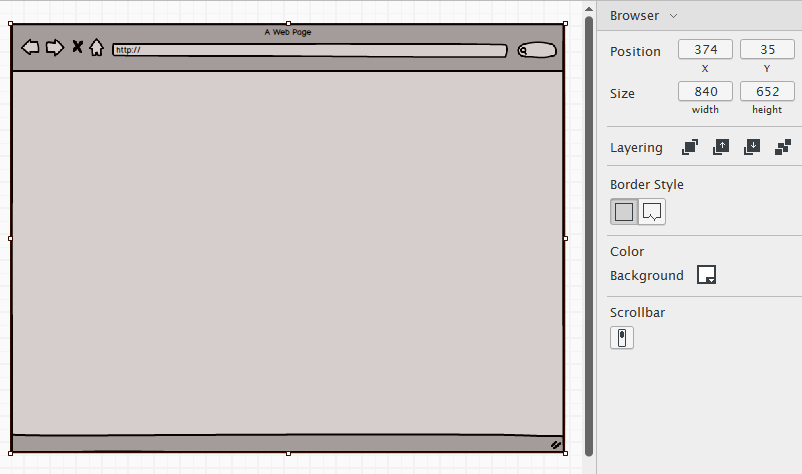 A Web Page
http://
Browser
Position
374
35
X
Y
Size
840
652
width
height
Layering
Border Style
Color
Background
Scrollbar